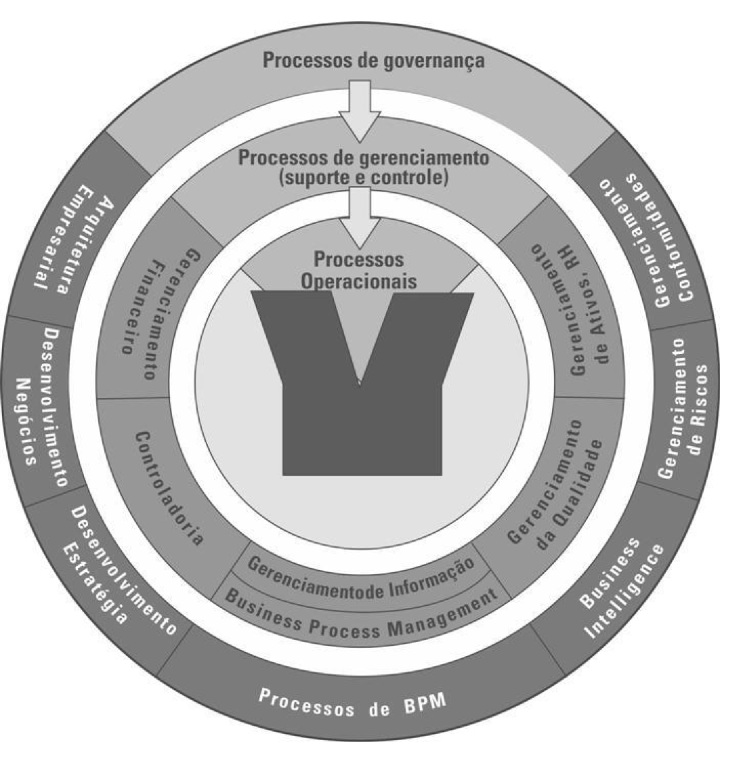 Processos de governança
Processos de gerenciamento
(suporte e controle)
Processos
Operacionais
Arquitetura
Empresarial
Desenvolvimento
Negócios
Desenvolvimento
Estratégia
Processos de BPM
Business
Intelligence
Gerenciamento
de Riscos
Gerenciamento
Conformidades
Gerenciamento
Financeiro
Controladoria
Gerenciamentode Informação
Business Process Management
Gerenciamento
da Qualidade
Gerenciamento
de Ativos, RH